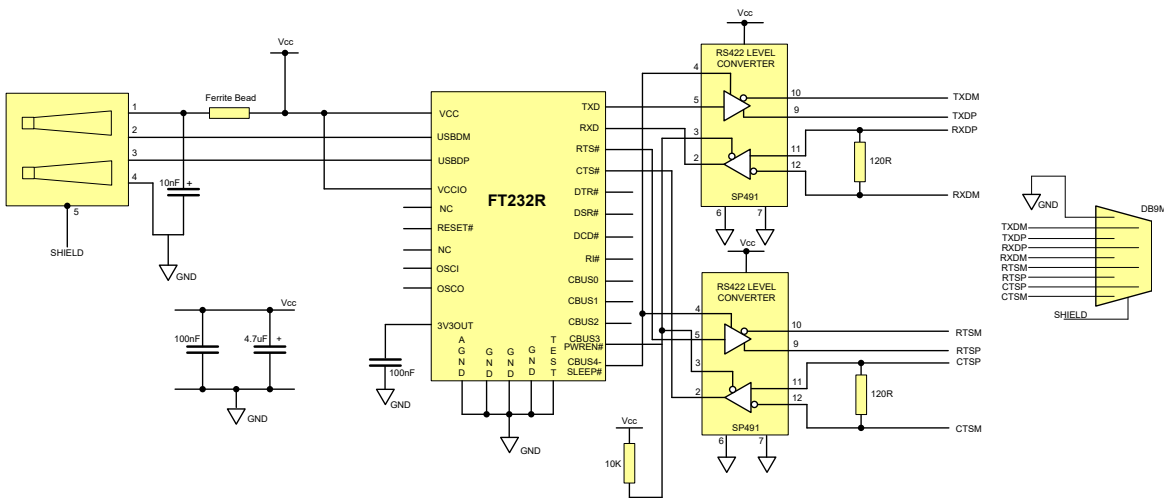 1
2
3
4
5
SHIELD
10nF
+
GND
Ferrite Bead
Vcc
Vcc
100nF
4.7uF
+
GND
FT232R
VCC
USBDM
USBDP
VCCIO
NC
RESET#
NC
OSCI
OSCO
3V3OUT
100nF
GND
AGND
GND
GND
GND
TEST
GND
TXD
RXD
RTS#
CTS#
DTR#
DSR#
DCD#
RI#
CBUS0
CBUS1
CBUS2
CBUS3
PWREN#
CBUS4-
SLEEP#
Vcc
10K
Vcc
RS422 LEVEL
CONVERTER
4
5
3
2
10
9
11
12
SP491
6
7
TXDM
TXDP
RXDP
120R
RXDM
Vcc
RS422 LEVEL
CONVERTER
4
5
3
2
10
9
11
12
SP491
6
7
RTSM
RTSP
CTSP
120R
CTSM
GND
DB9M
TXDM
TXDP
RXDP
RXDM
RTSM
RTSP
CTSP
CTSM
SHIELD